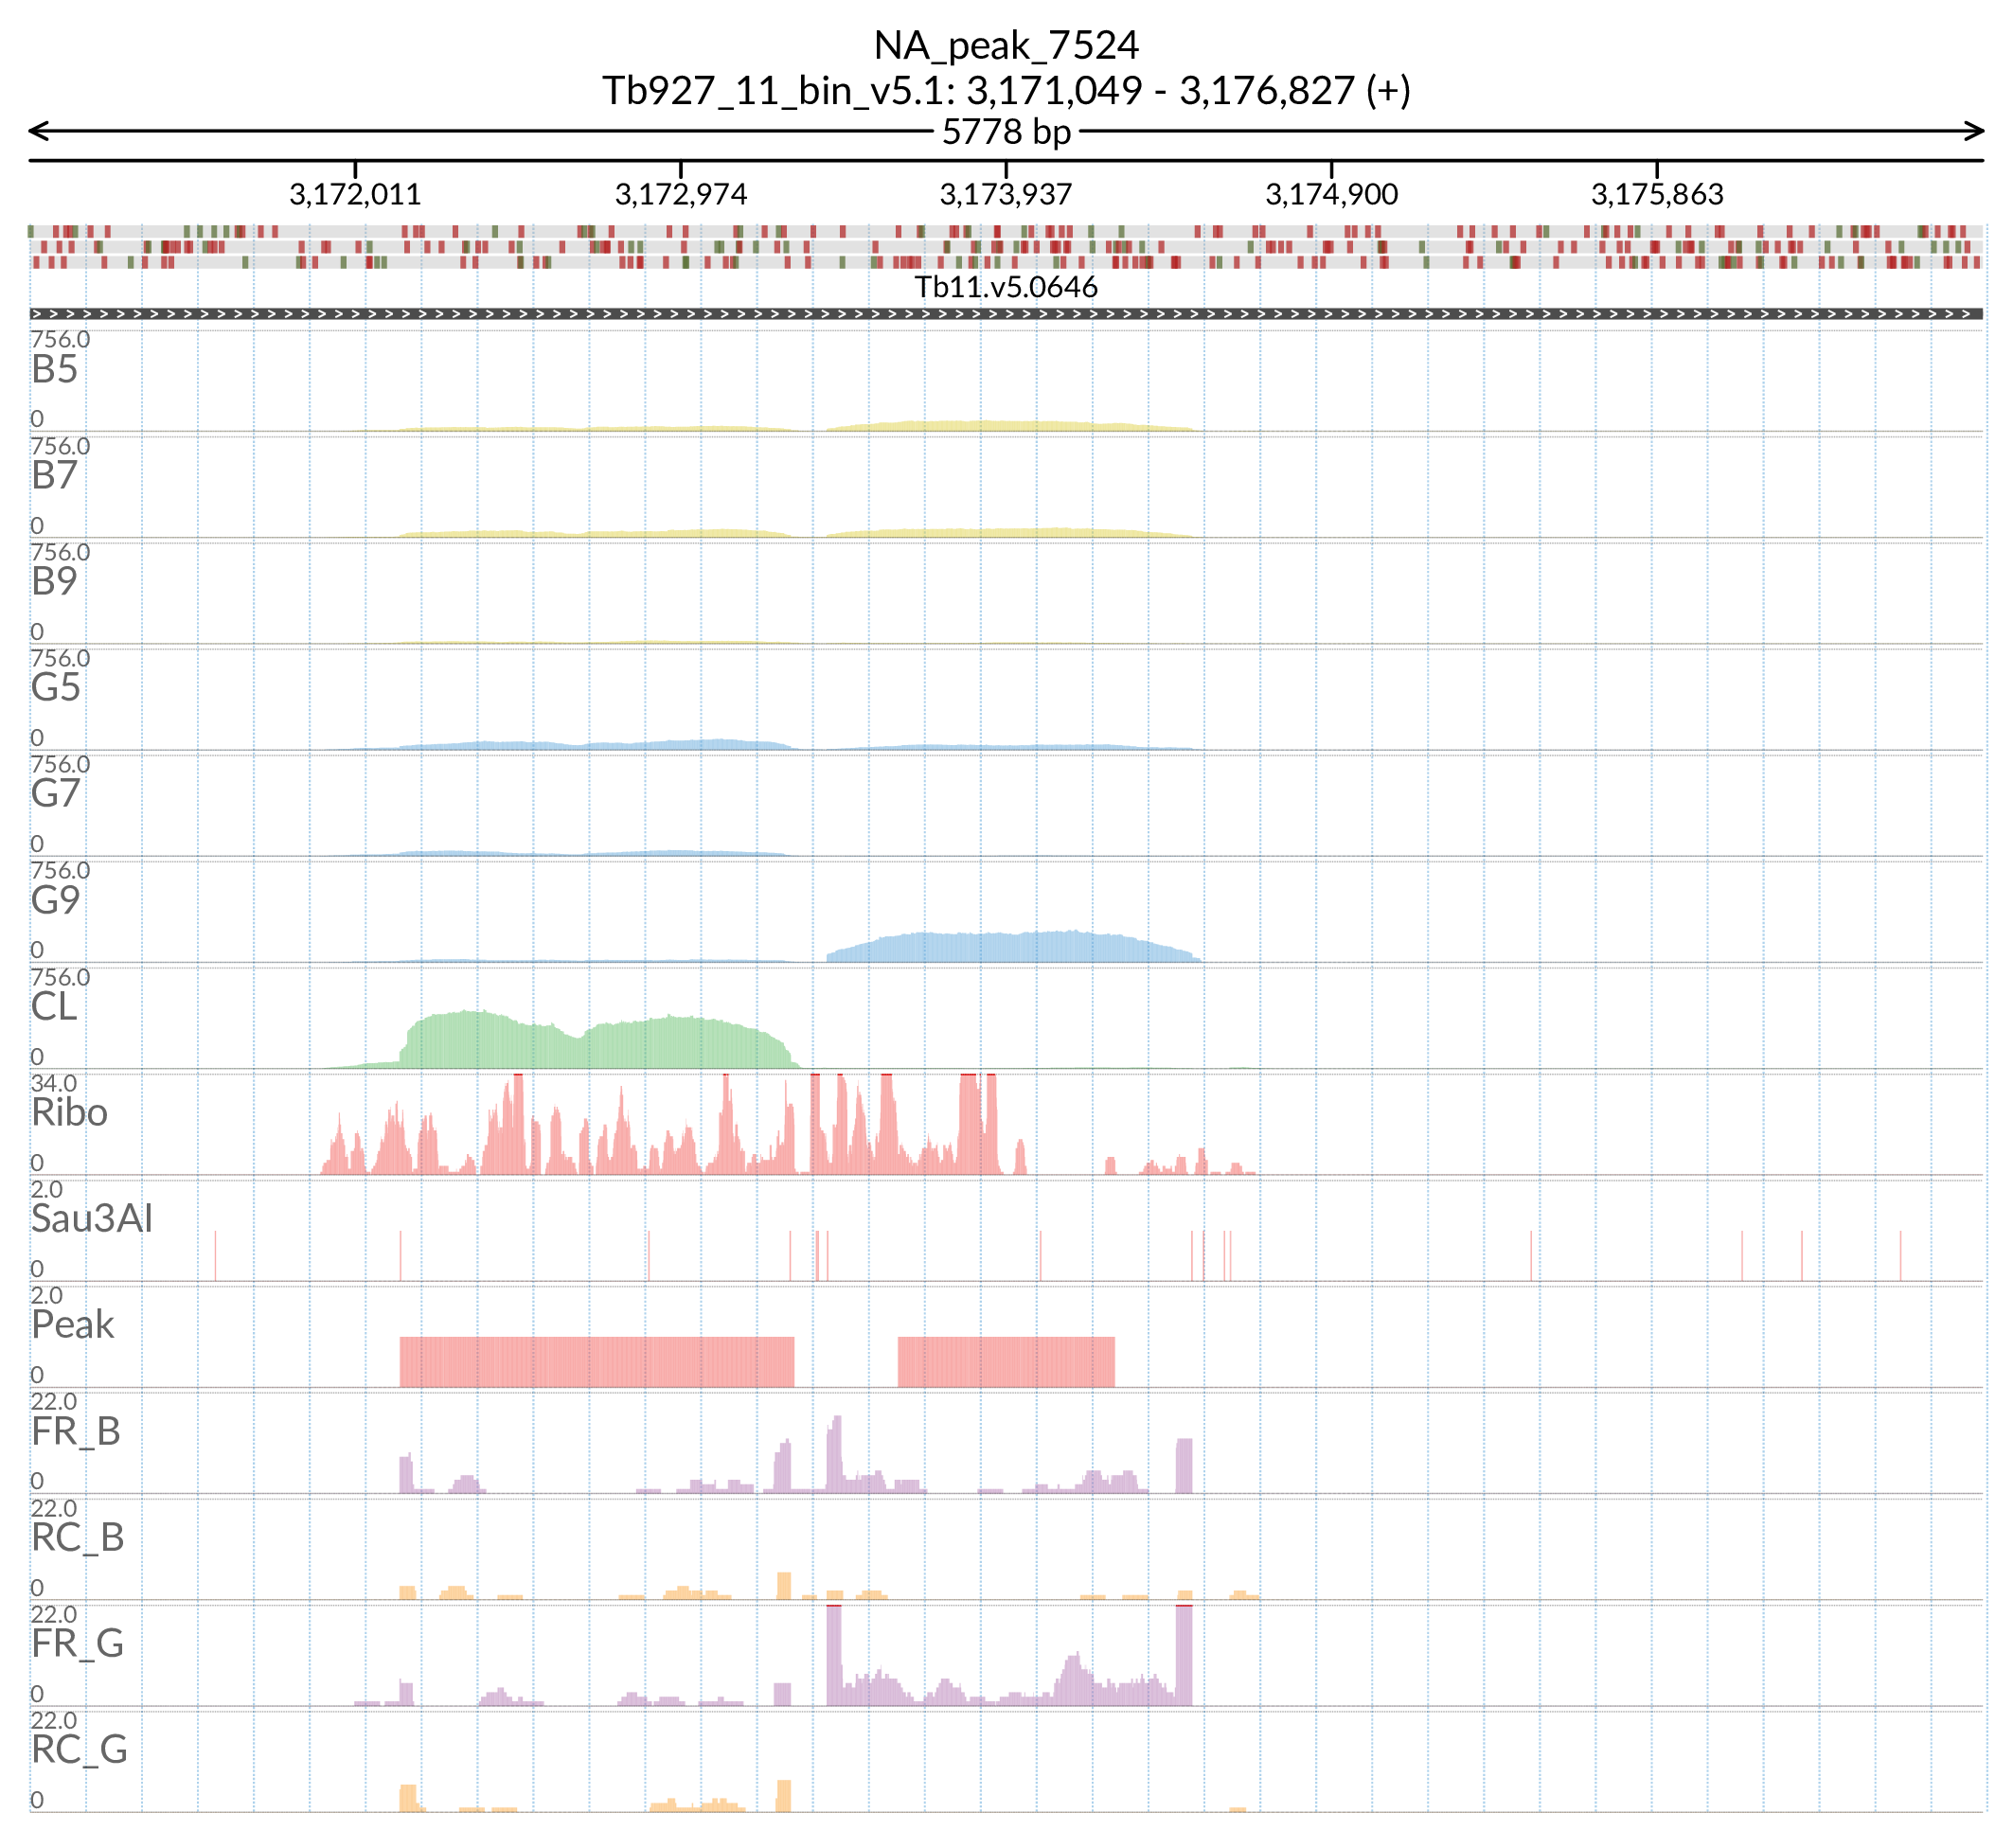 NA_peak_7524
Tb927_11_bin_v5.1: 3,171,049 - 3,176,827 (+)
5778 bp
3,172,011 3,172,974 3,173,937 3,174,900 3,175,863
Tb11.v5.0646
756.0
B5
0
756.0
B7
0
756.0
B9
0
756.0
G5
0
756.0
G7
0
756.0
G9
0
756.0
CL
0
34.0
Ribo
0
2.0
Sau3AI
0
2.0
Peak
0
22.0
FR_B
0
22.0
RC_B
0
22.0
FR_G
0
22.0
RC_G
0